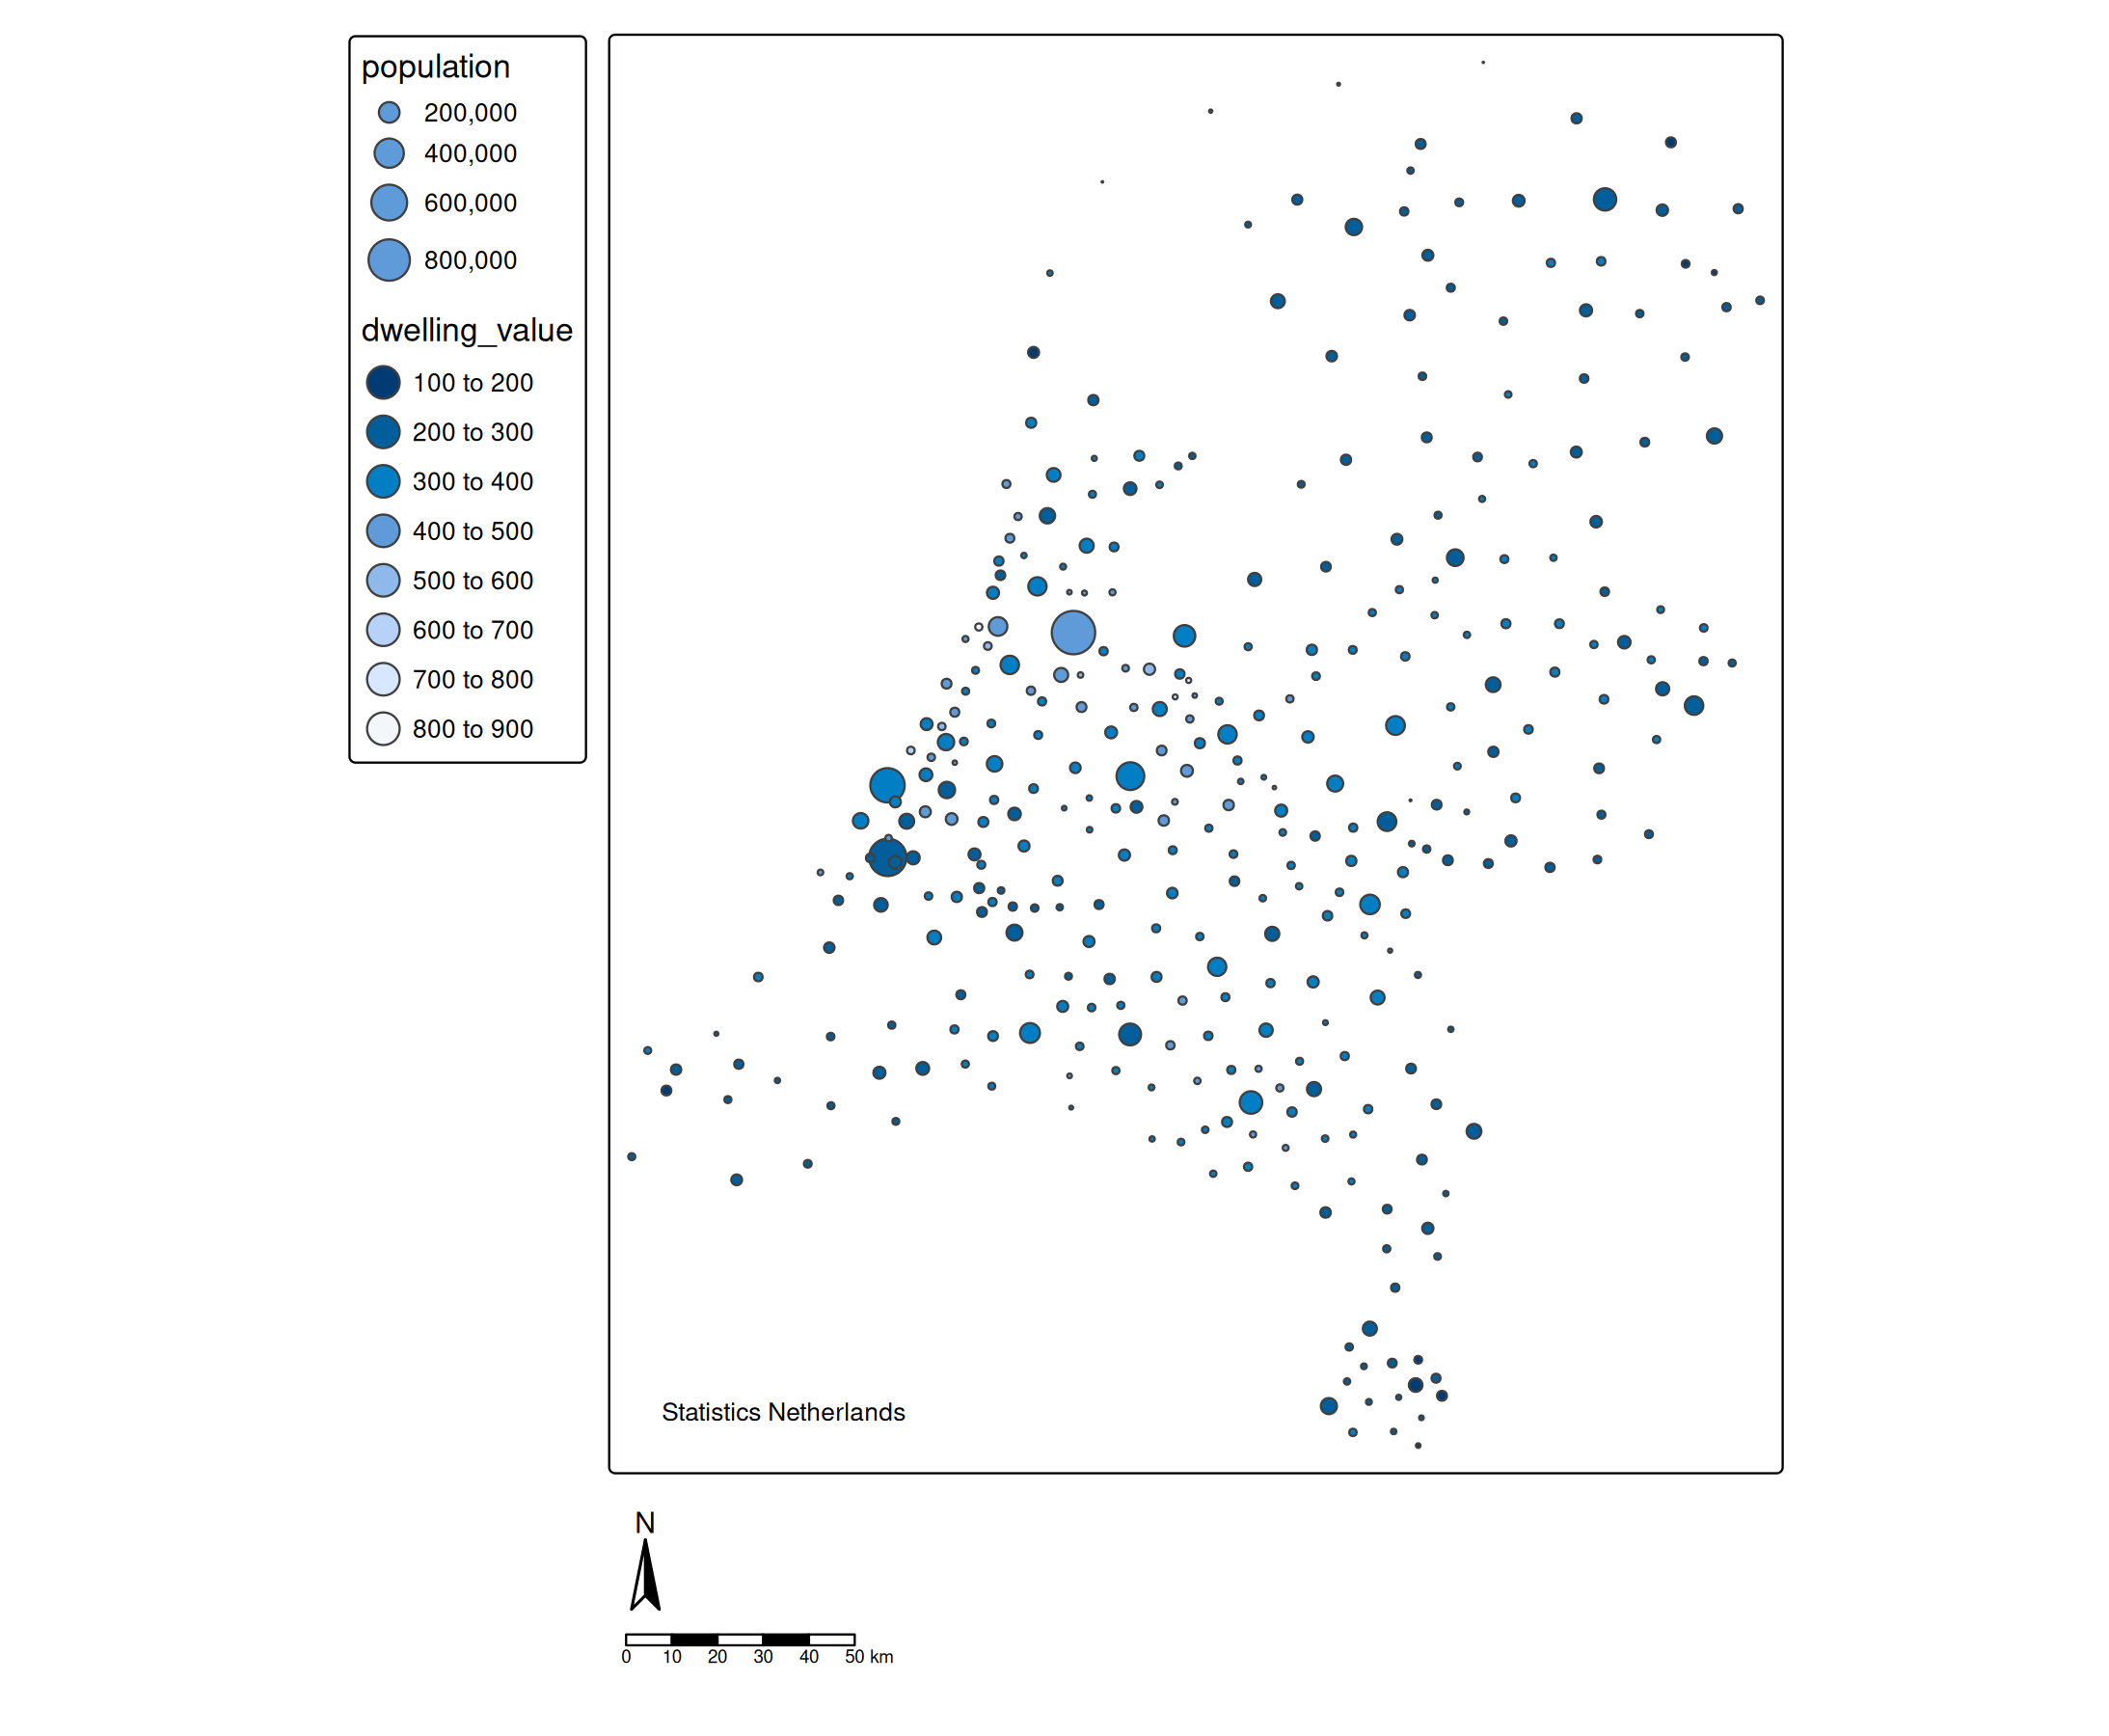 population
200,000
400,000
600,000
800,000
dwelling_value
100 to 200
200 to 300
300 to 400
400 to 500
500 to 600
600 to 700
700 to 800
800 to 900
Statistics Netherlands
N
0 10 20 30 40 50 km